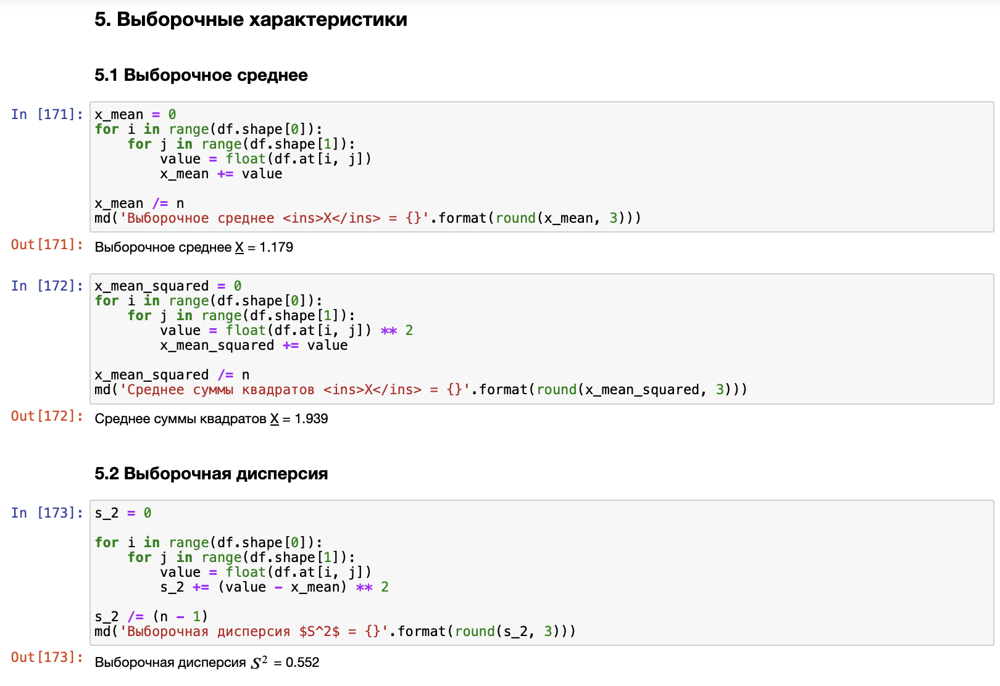 5. Выборочные характеристики
5.1 Выборочное среднее
In [171]:
x_mean = 0
for i in range(df.shape[0]):
    for j in range(df.shape[1]):
        value = float(df.at[i, j])
        x_mean += value
x_mean /= n
md('Выборочное среднее <ins>X</ins> = {}'.format(round(x_mean, 3)))
Out[171]:
Выборочное среднее X = 1.179
In [172]:
x_mean_squared = 0
for i in range(df.shape[0]):
    for j in range(df.shape[1]):
        value = float(df.at[i, j]) ** 2
        x_mean_squared += value
x_mean_squared /= n
md('Среднее суммы квадратов <ins>X</ins> = {}'.format(round(x_mean_squared, 3)))
Out[172]:
Среднее суммы квадратов X = 1.939
5.2 Выборочная дисперсия
In [173]:
s_2 = 0
for i in range(df.shape[0]):
    for j in range(df.shape[1]):
        value = float(df.at[i, j])
        s_2 += (value - x_mean) ** 2
s_2 /= (n - 1)
md('Выборочная дисперсия $S^2$ = {}'.format(round(s_2, 3)))
Out[173]:
Выборочная дисперсия S² = 0.552